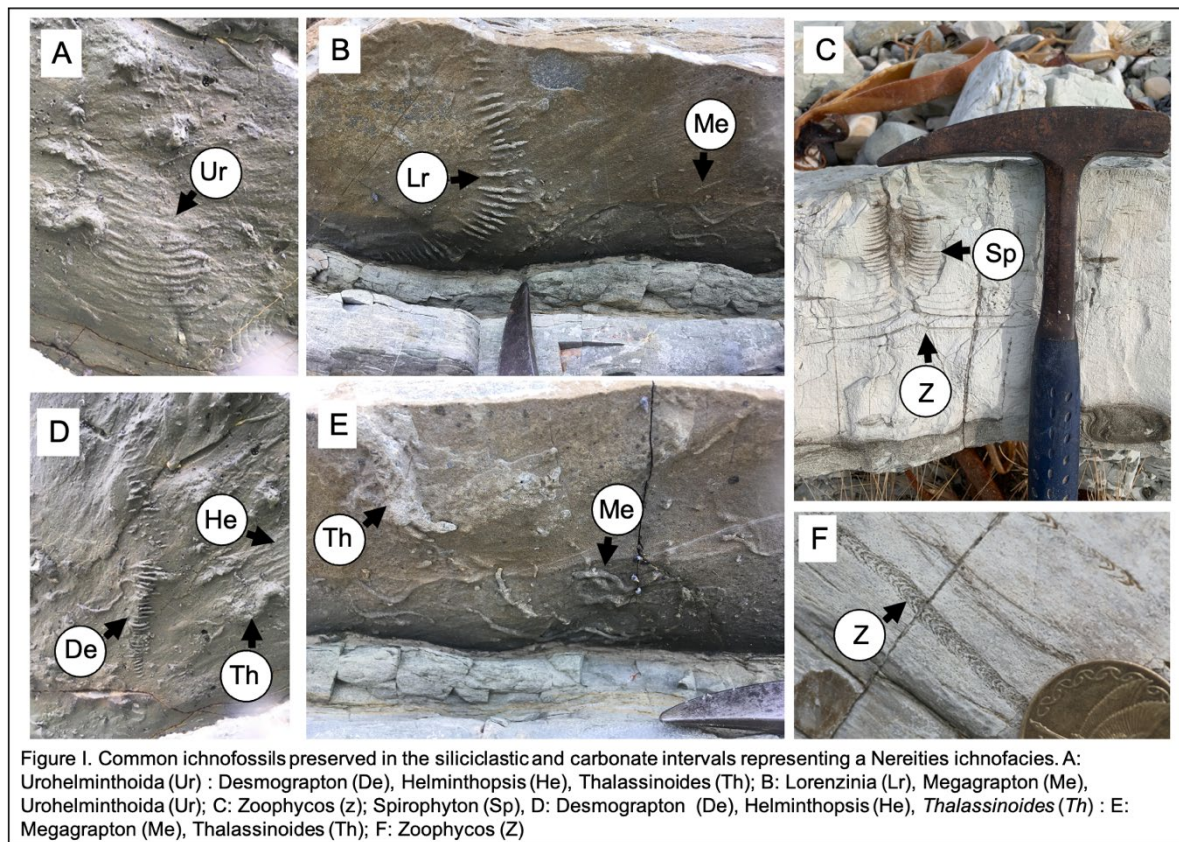 A
Ur
B
Me
Lr
C
Sp
Z
D
He
De
Th
E
Me
Th
F
Z
Figure I. Common ichnofossils preserved in the siliciclastic and carbonate intervals representing a Nereities ichnofacies. A:
Urohelminthoida (Ur) : Desmograpton (De), Helminthopsis (He), Thalassinoides (Th); B: Lorenzinia (Lr), Megagrapton (Me),
Urohelminthoida (Ur); C: Zoophycos (z); Spirophyton (Sp), D: Desmograpton (De), Helminthopsis (He), Thalassinoides (Th) : E:
Megagrapton (Me), Thalassinoides (Th); F: Zoophycos (Z)